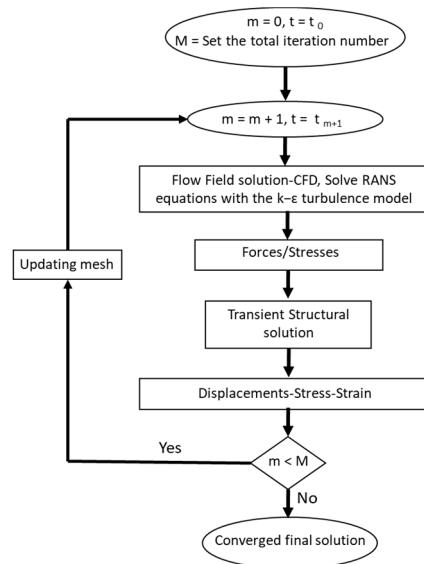 m = 0, t = t₀
M = Set the total iteration number
m = m + 1, t = t ₘ₊₁
Flow Field solution-CFD, Solve RANS
equations with the k–ε turbulence model
Forces/Stresses
Updating mesh
Transient Structural
solution
Displacements-Stress-Strain
Yes
m < M
No
Converged final solution